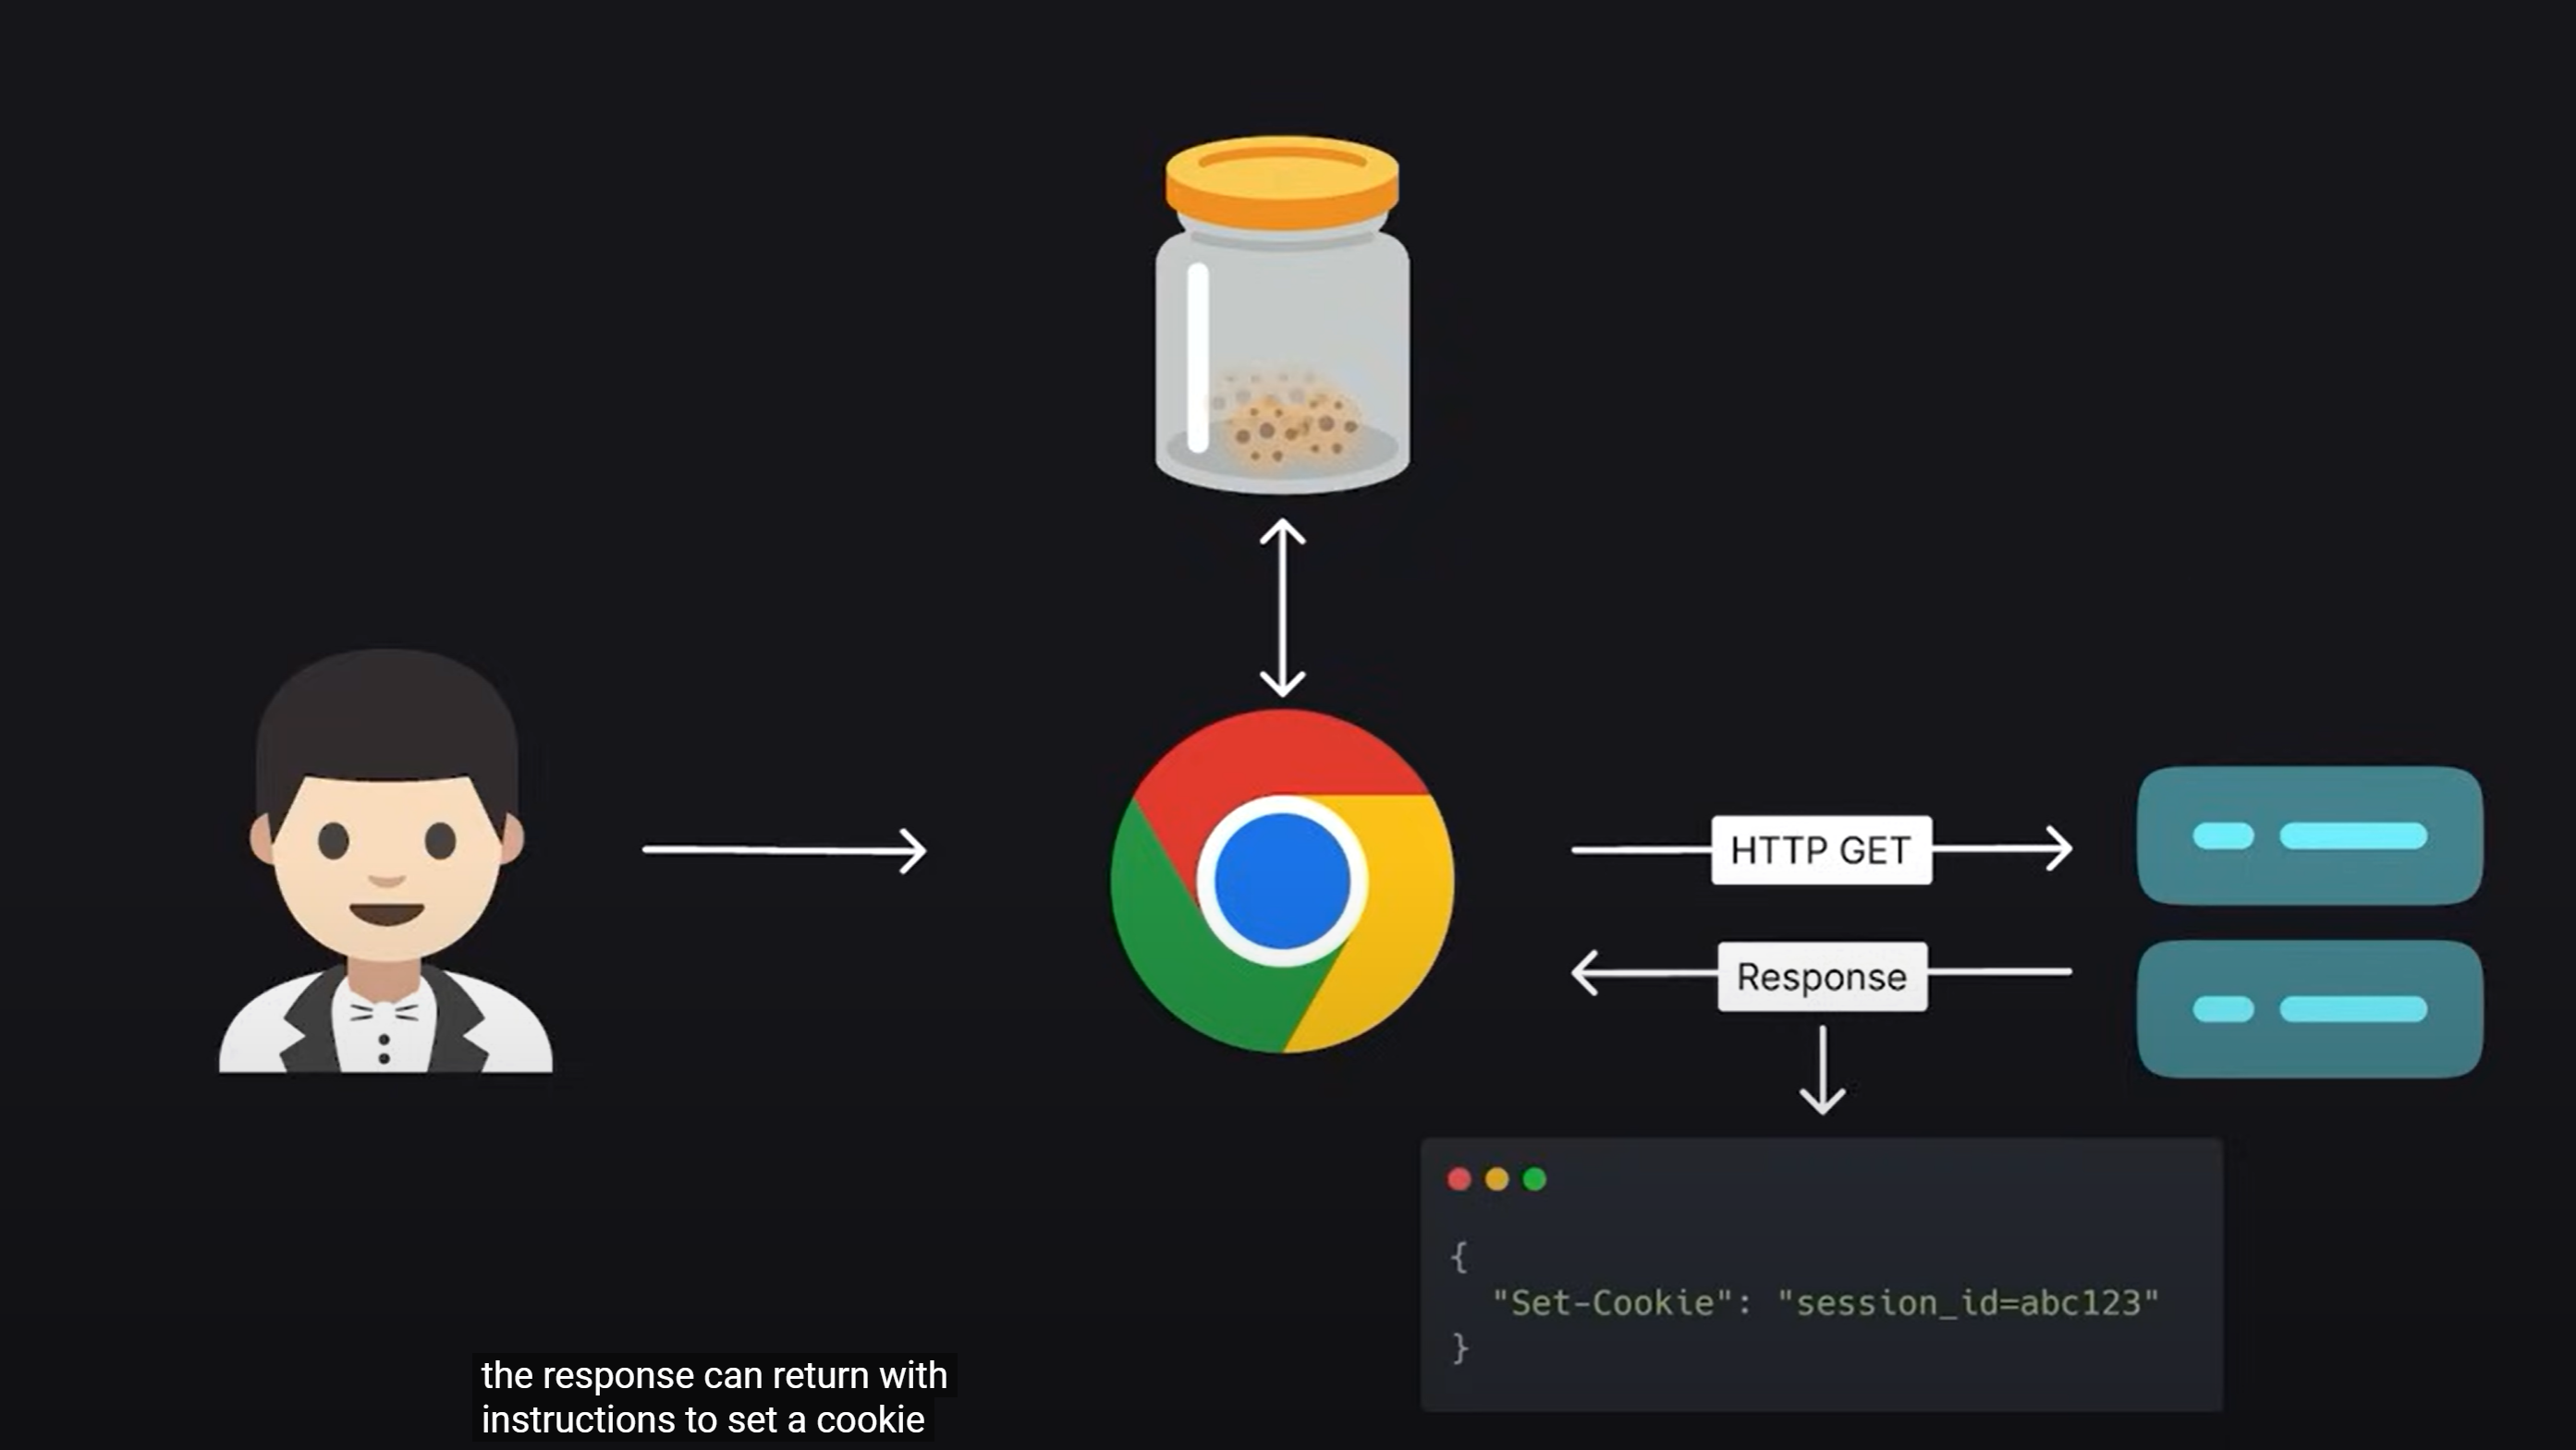 HTTP GET
Response
{
"Set-Cookie": "session_id=abc123"
}
the response can return with
instructions to set a cookie